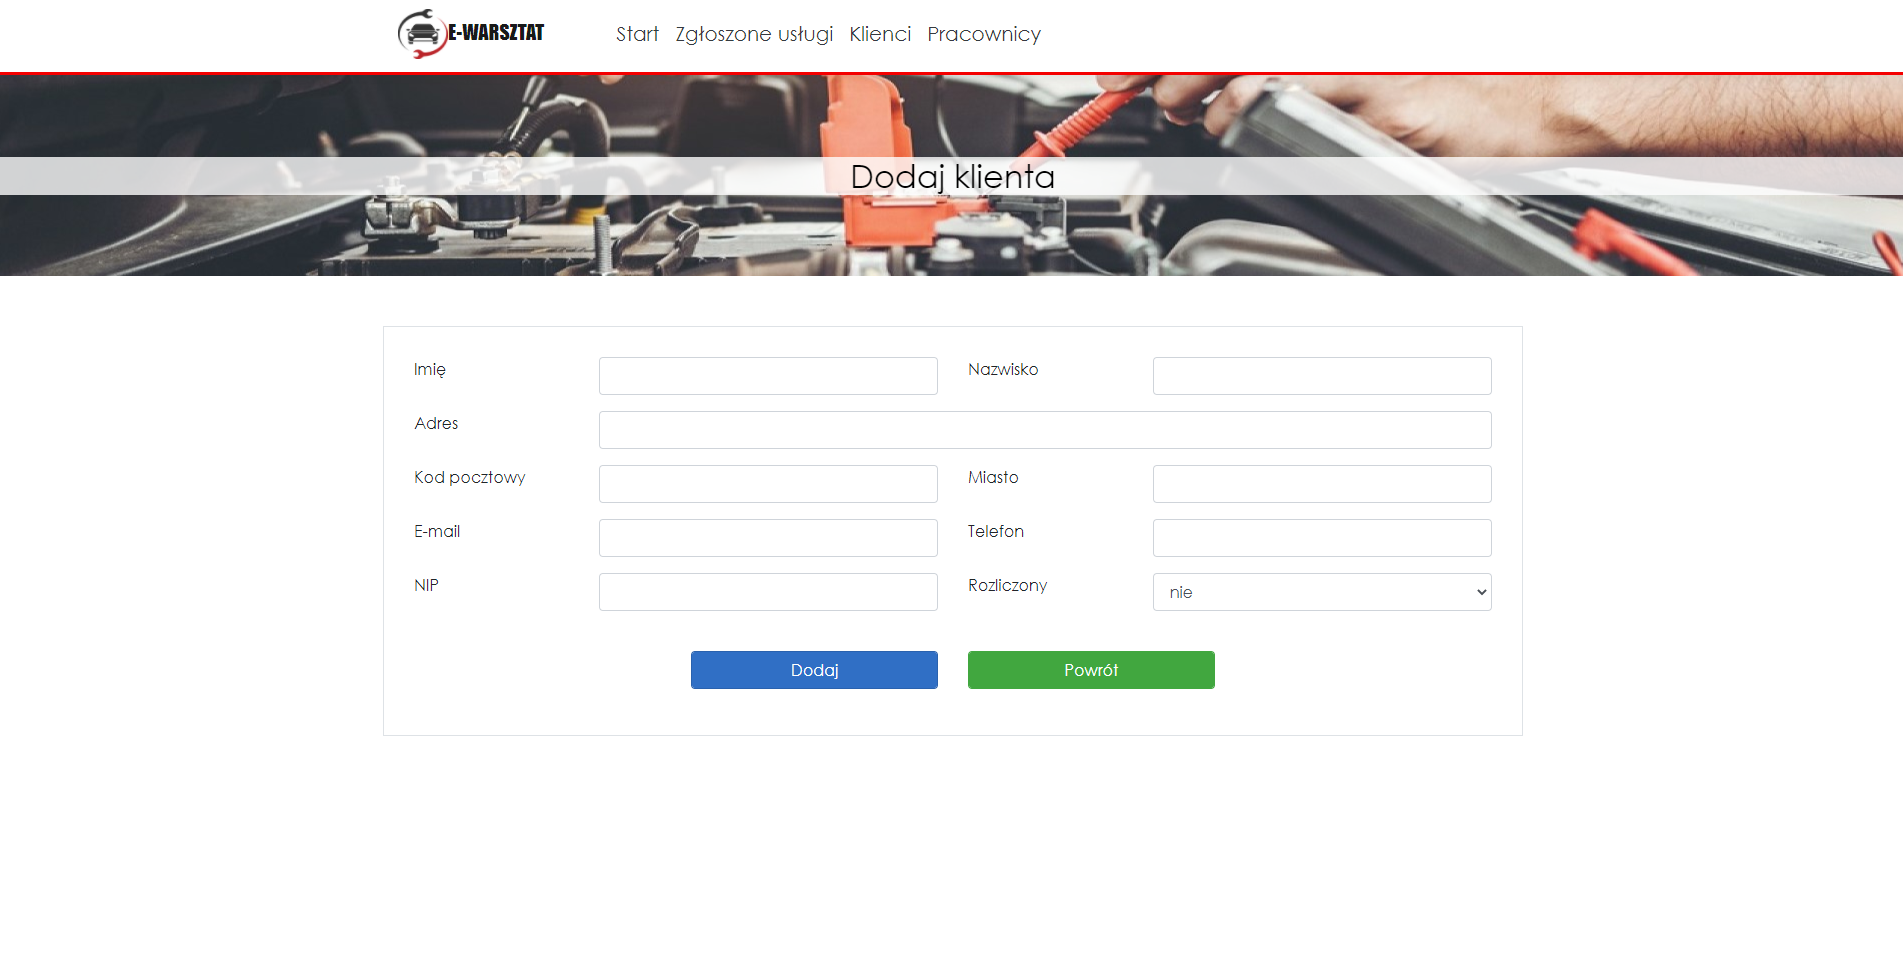 E-WARSZTAT
Start Zgłoszone usługi Klienci Pracownicy
Dodaj klienta
Imię Nazwisko
Adres
Kod pocztowy Miasto
E-mail Telefon
NIP Rozliczony nie
Dodaj Powrót